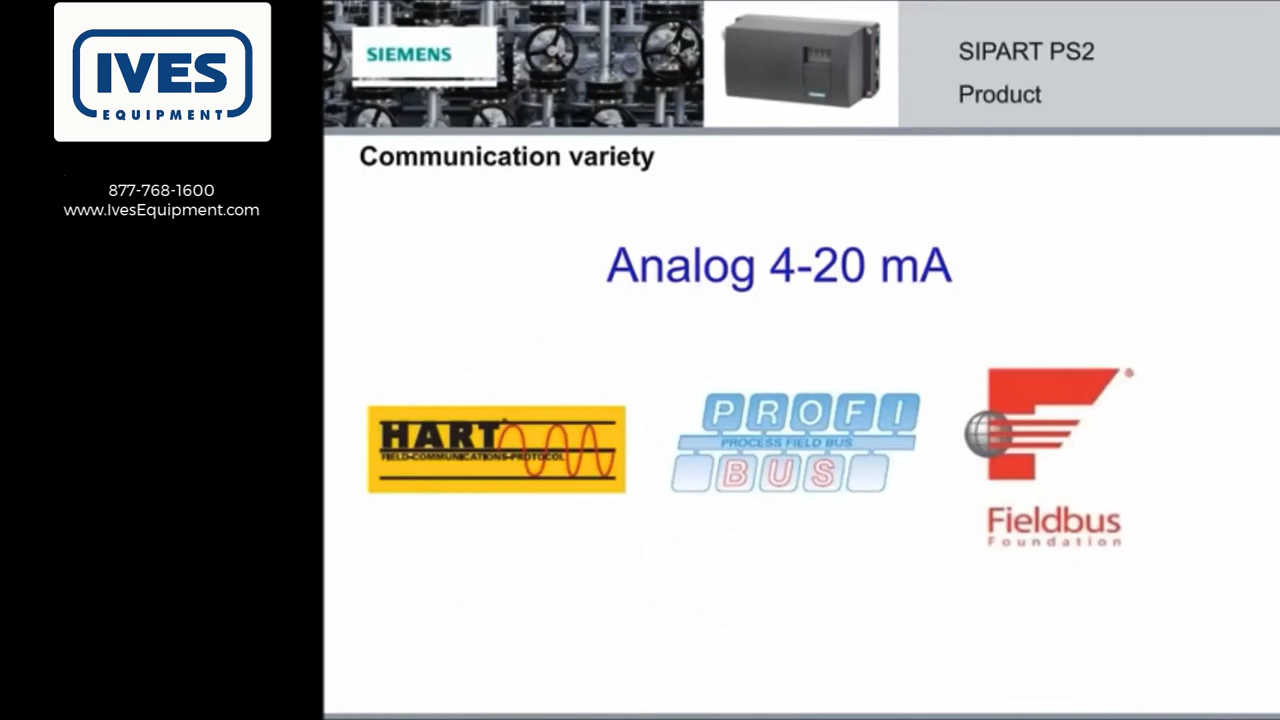 IVES
EQUIPMENT
877-768-1600
www.IvesEquipment.com
SIEMENS
SIPART PS2
Product
Communication variety
Analog 4-20 mA
HART
FIELD-COMMUNICATIONS-PROTOCOL
PROFI
PROCESS FIELD BUS
BUS
Fieldbus
Foundation